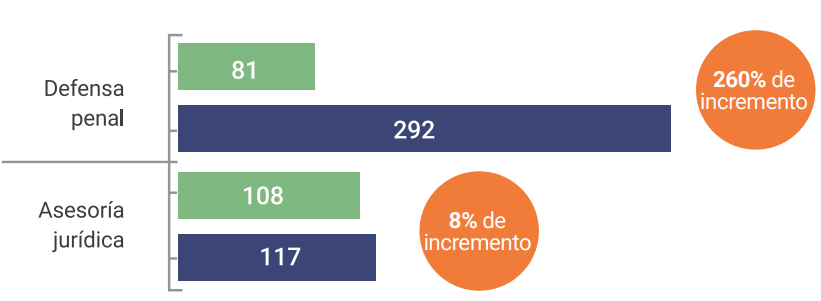 Defensa
penal
81
292
260% de
incremento
Asesoría
jurídica
108
117
8% de
incremento